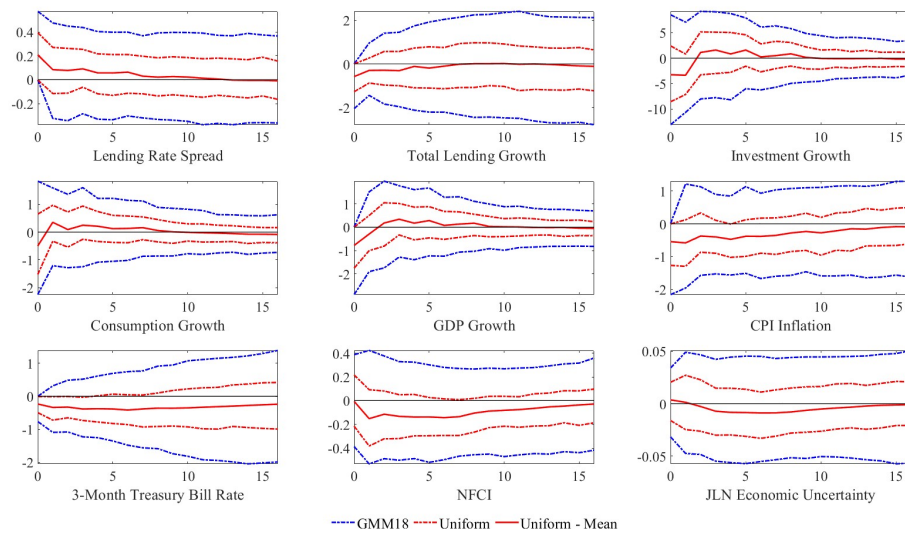 0.4
0.2
0
-0.2
0 5 10 15
Lending Rate Spread
2
0
-2
0 5 10 15
Total Lending Growth
5
0
-5
-10
0 5 10 15
Investment Growth
1
0
-1
-2
0 5 10 15
Consumption Growth
1
0
-1
-2
0 5 10 15
GDP Growth
1
0
-1
-2
0 5 10 15
CPI Inflation
1
0
-1
-2
0 5 10 15
3-Month Treasury Bill Rate
0.4
0.2
0
-0.2
-0.4
0 5 10 15
NFCI
0.05
0
-0.05
0 5 10 15
JLN Economic Uncertainty
GMM18 Uniform Uniform - Mean